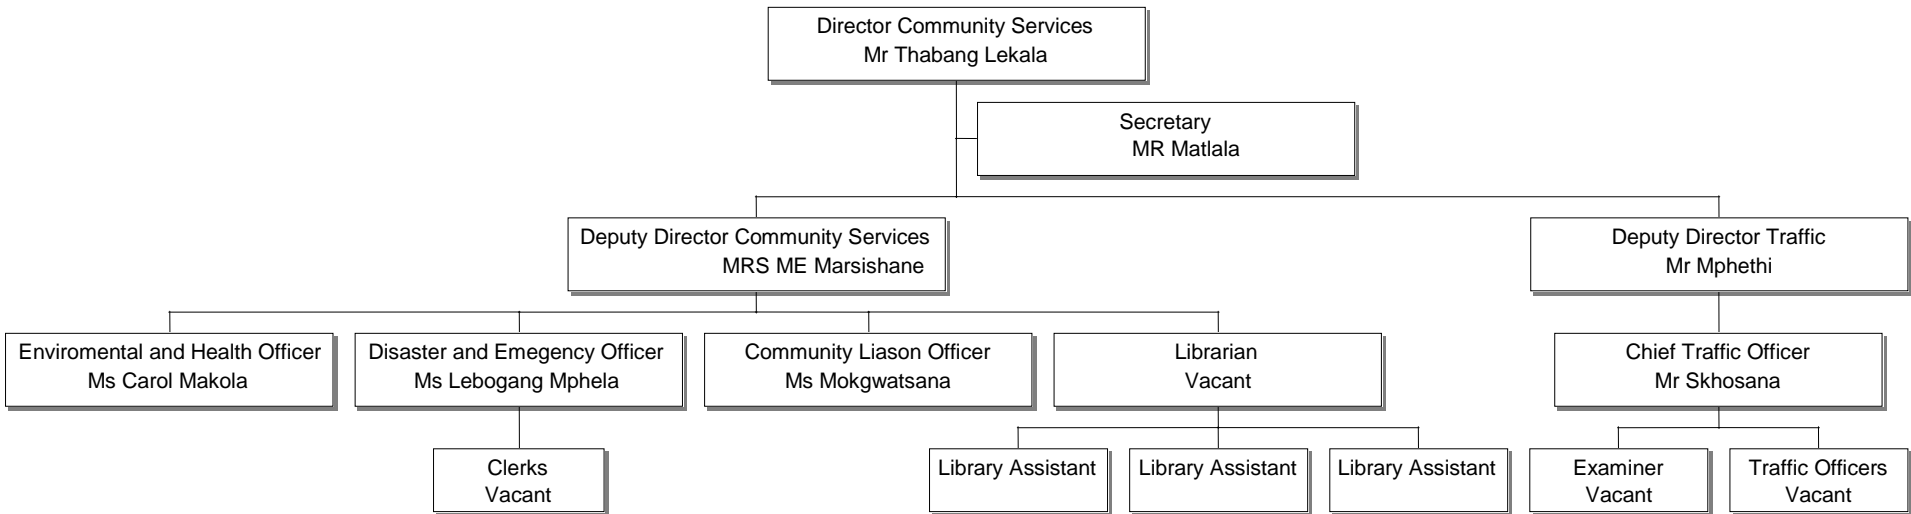 Director Community Services
Mr Thabang Lekala
Secretary
MR Matlala
Deputy Director Community Services
MRS ME Marsishane
Deputy Director Traffic
Mr Mphethi
Enviromental and Health Officer
Ms Carol Makola
Disaster and Emegency Officer
Ms Lebogang Mphela
Community Liason Officer
Ms Mokgwatsana
Librarian
Vacant
Chief Traffic Officer
Mr Skhosana
Clerks
Vacant
Library Assistant
Library Assistant
Library Assistant
Examiner
Vacant
Traffic Officers
Vacant